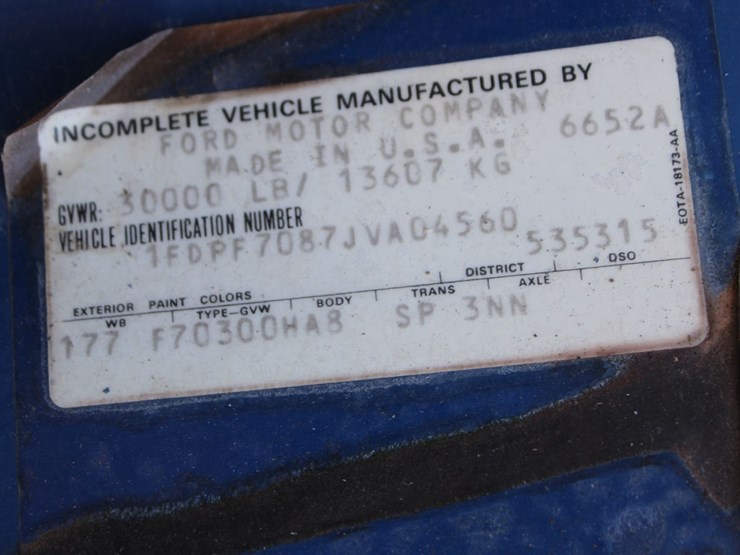 INCOMPLETE VEHICLE MANUFACTURED BY
FORD MOTOR COMPANY
MADE IN U.S.A. 6652A
GVWR: 30000 LB/ 13607 KG
VEHICLE IDENTIFICATION NUMBER
1FDPF7087JVA04560
535315
EXTERIOR PAINT COLORS DISTRICT DSO
WB TYPE-GVW BODY TRANS AXLE
177 F70300HA8 SP 3NN
EOTA-18173-AA